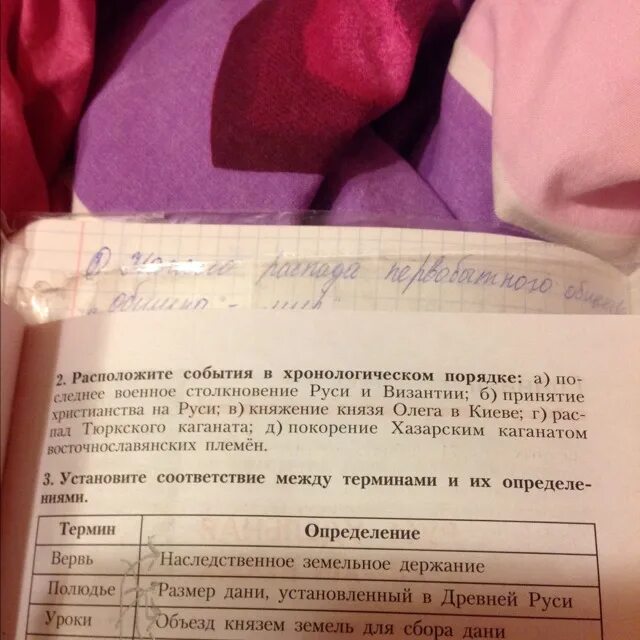 распада первобытного
2. Расположите события в хронологическом порядке: а) по-
следнее военное столкновение Руси и Византии; б) принятие
христианства на Руси; в) княжение князя Олега в Киеве; г) рас-
пад Тюркского каганата; д) покорение Хазарским каганатом
восточнославянских племён.
3. Установите соответствие между терминами и их определе-
ниями.
Термин Определение
Вервь Наследственное земельное держание
Полюдье Размер дани, установленный в Древней Руси
Уроки Объезд князем земель для сбора дани